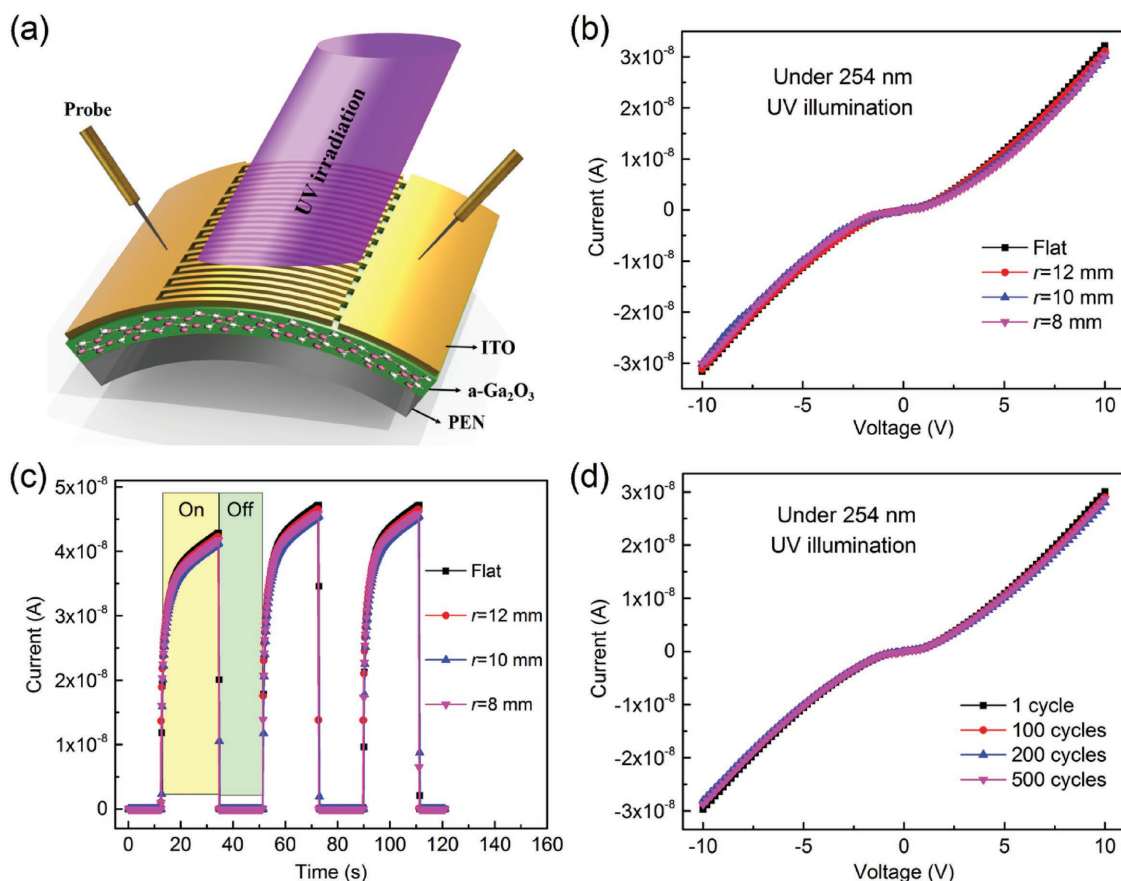 (a)
Probe
UV irradiation
ITO
a-Ga₂O₃
PEN
(b)
3x10⁻⁸
2x10⁻⁸
1x10⁻⁸
0
-1x10⁻⁸
-2x10⁻⁸
-3x10⁻⁸
Current (A)
Under 254 nm
UV illumination
Flat
r=12 mm
r=10 mm
r=8 mm
-10 -5 0 5 10
Voltage (V)
(c)
5x10⁻⁸
4x10⁻⁸
3x10⁻⁸
2x10⁻⁸
1x10⁻⁸
0
Current (A)
On Off
Flat
r=12 mm
r=10 mm
r=8 mm
0 20 40 60 80 100 120 140 160
Time (s)
(d)
3x10⁻⁸
2x10⁻⁸
1x10⁻⁸
0
-1x10⁻⁸
-2x10⁻⁸
-3x10⁻⁸
Current (A)
Under 254 nm
UV illumination
1 cycle
100 cycles
200 cycles
500 cycles
-10 -5 0 5 10
Voltage (V)